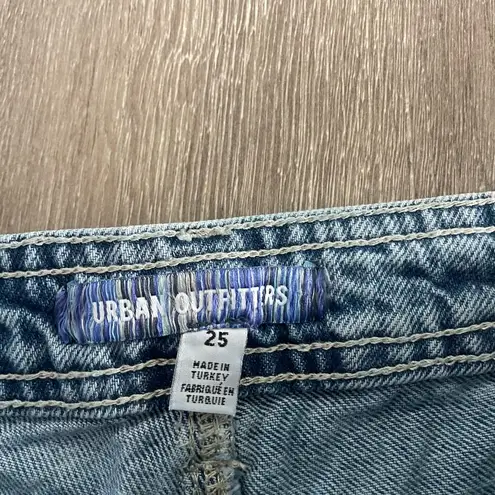 URBAN OUTFITTERS
25
MADE IN
TURKEY
FABRIQUÉ EN
TURQUIE